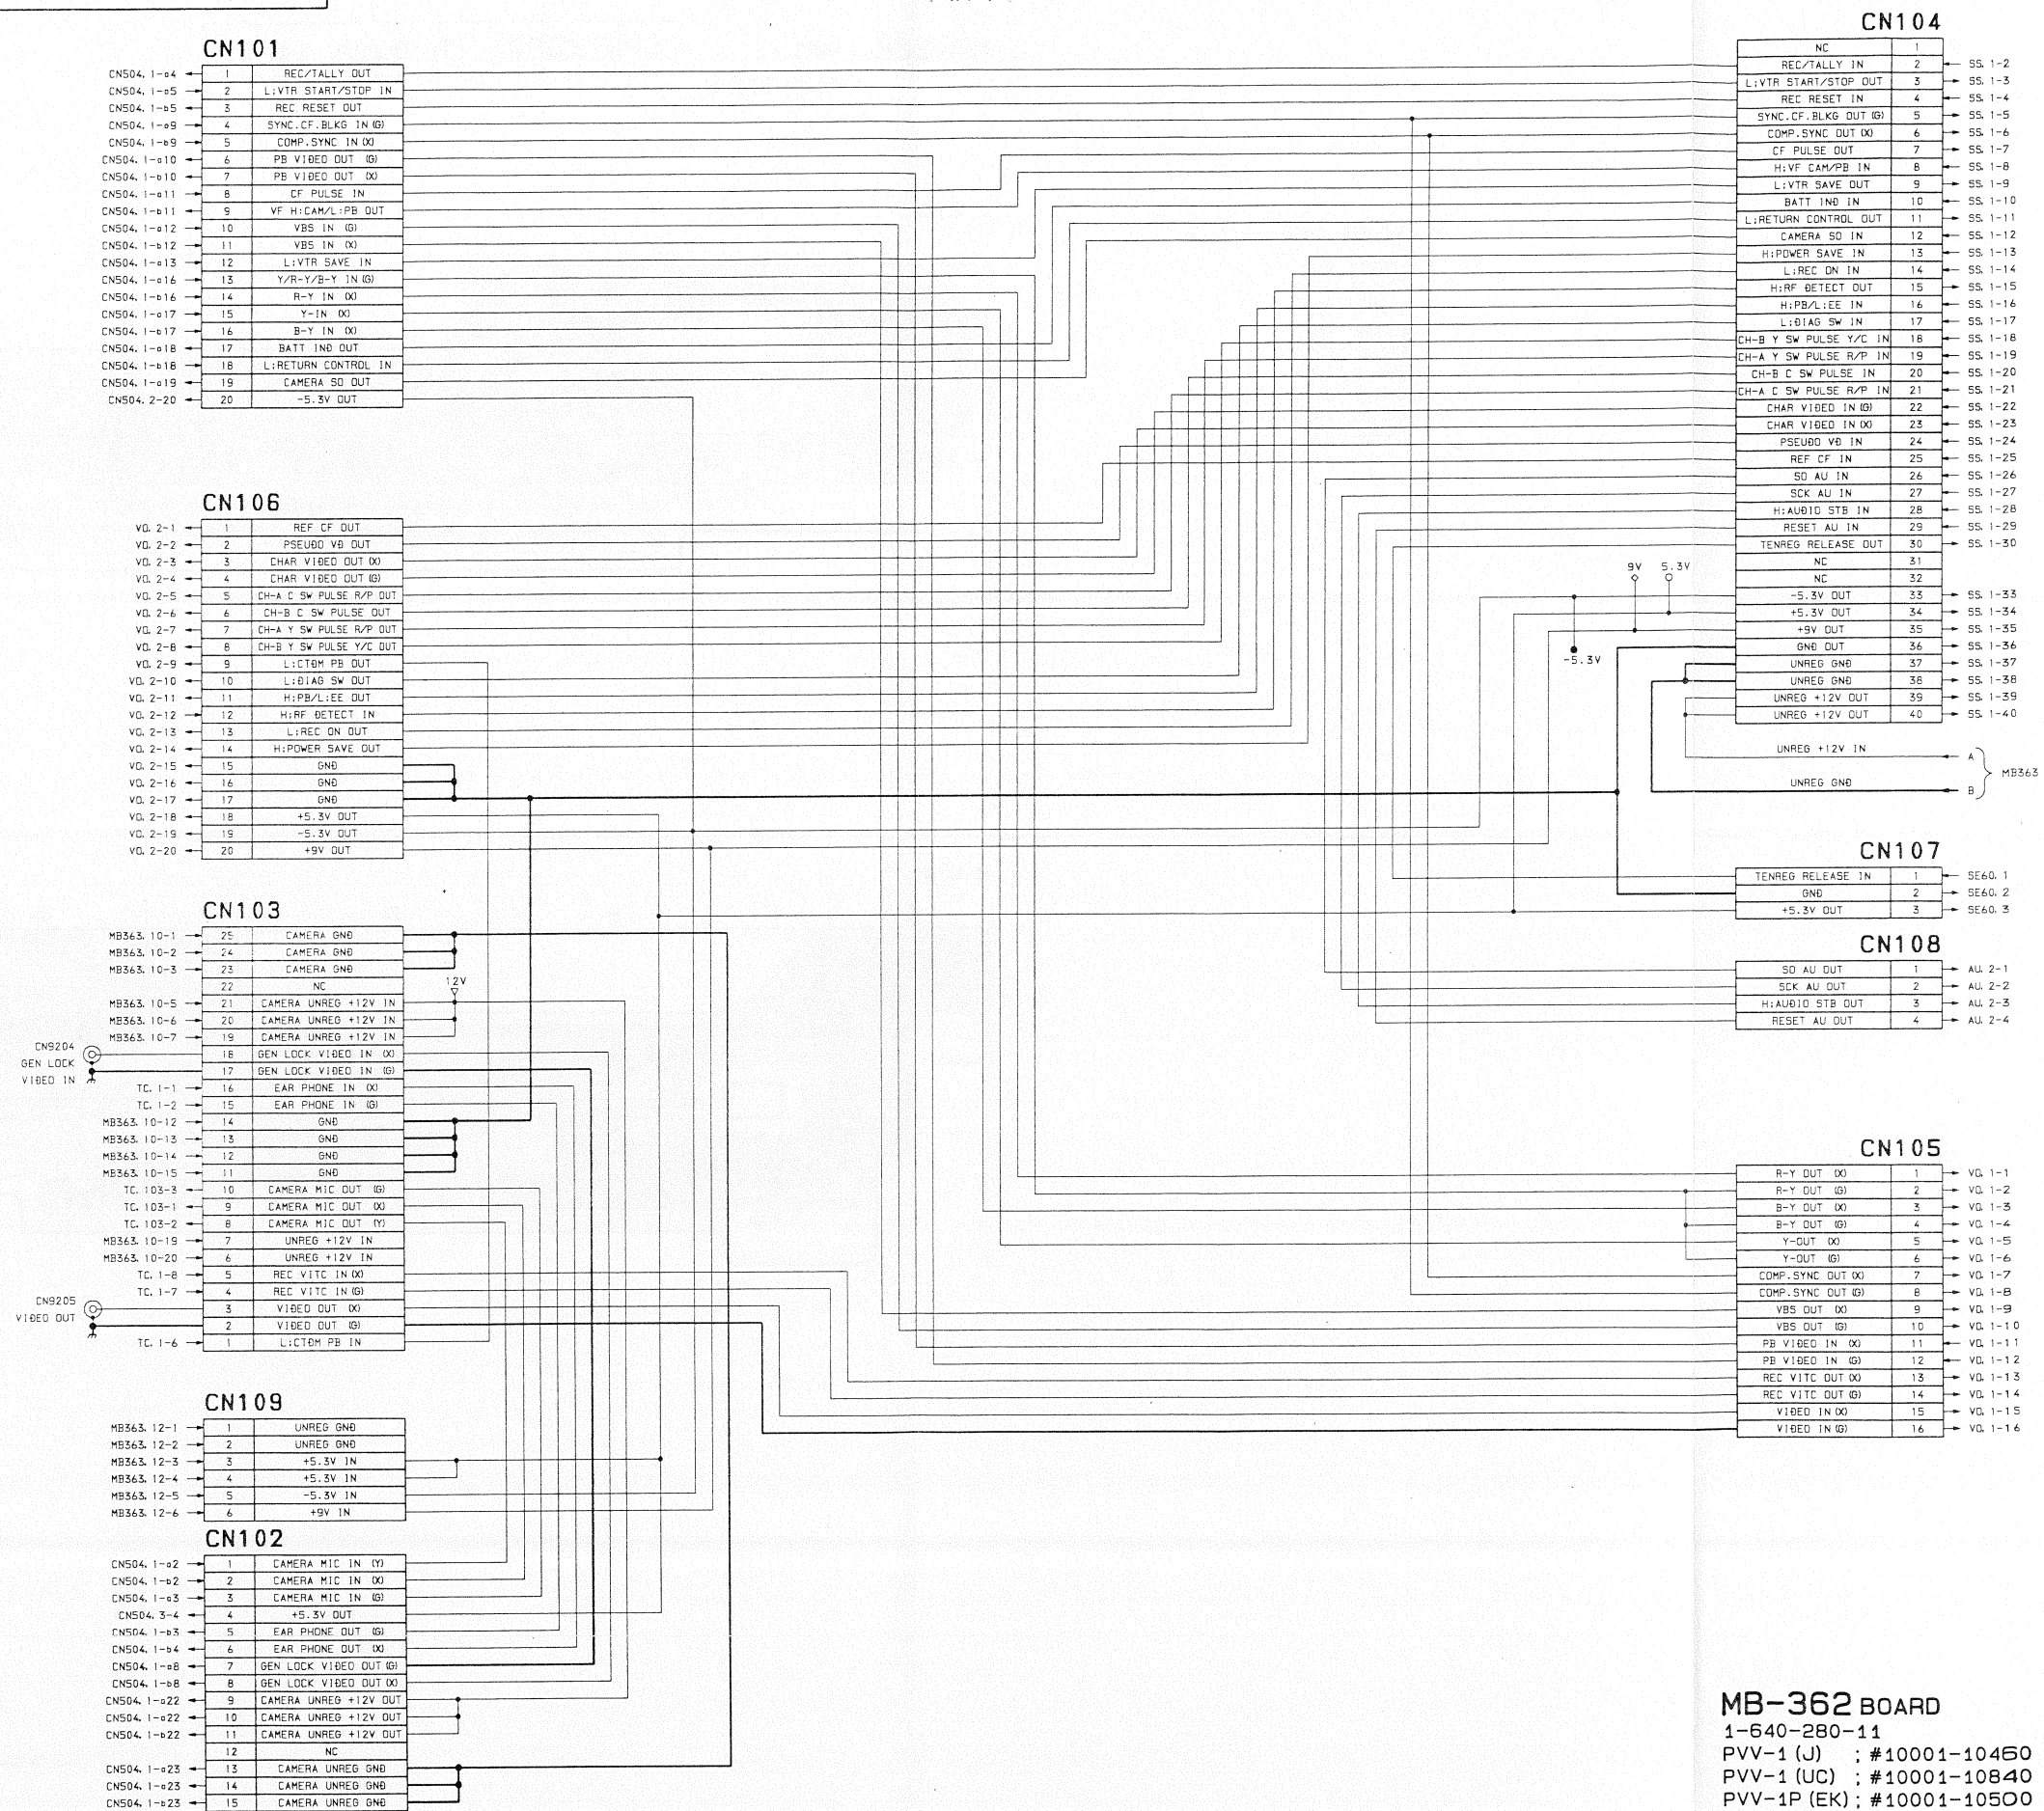 CN101
CN504. 1-a4 1 REC/TALLY OUT
CN504. 1-a5 2 L:VTR START/STOP IN
CN504. 1-b5 3 REC RESET OUT
CN504. 1-a9 4 SYNC.CF.BLKG IN (G)
CN504. 1-b9 5 COMP.SYNC IN (X)
CN504. 1-a10 6 PB VIDEO OUT (G)
CN504. 1-b10 7 PB VIDEO OUT (X)
CN504. 1-a11 8 CF PULSE IN
CN504. 1-b11 9 VF H:CAM/L:PB OUT
CN504. 1-a12 10 VBS IN (G)
CN504. 1-b12 11 VBS IN (X)
CN504. 1-a13 12 L:VTR SAVE IN
CN504. 1-a16 13 Y/R-Y/B-Y IN (G)
CN504. 1-b16 14 R-Y IN (X)
CN504. 1-a17 15 Y-IN (X)
CN504. 1-b17 16 B-Y IN (X)
CN504. 1-a18 17 BATT IND OUT
CN504. 1-b18 18 L:RETURN CONTROL IN
CN504. 1-a19 19 CAMERA SD OUT
CN504. 2-20 20 -5.3V OUT
CN106
VO. 2-1 1 REF CF OUT
VO. 2-2 2 PSEUDO VD OUT
VO. 2-3 3 CHAR VIDEO OUT (X)
VO. 2-4 4 CHAR VIDEO OUT (G)
VO. 2-5 5 CH-A C SW PULSE R/P OUT
VO. 2-6 6 CH-B C SW PULSE OUT
VO. 2-7 7 CH-A Y SW PULSE R/P OUT
VO. 2-8 8 CH-B Y SW PULSE Y/C OUT
VO. 2-9 9 L:CTDM PB OUT
VO. 2-10 10 L:DIAG SW OUT
VO. 2-11 11 H:PB/L:EE OUT
VO. 2-12 12 H:RF DETECT IN
VO. 2-13 13 L:REC ON OUT
VO. 2-14 14 H:POWER SAVE OUT
VO. 2-15 15 GND
VO. 2-16 16 GND
VO. 2-17 17 GND
VO. 2-18 18 +5.3V OUT
VO. 2-19 19 -5.3V OUT
VO. 2-20 20 +9V OUT
CN103
MB363. 10-1 25 CAMERA GND
MB363. 10-2 24 CAMERA GND
MB363. 10-3 23 CAMERA GND
22 NC
12V
MB363. 10-5 21 CAMERA UNREG +12V IN
MB363. 10-6 20 CAMERA UNREG +12V IN
MB363. 10-7 19 CAMERA UNREG +12V IN
CN9204
GEN LOCK
VIDEO IN
18 GEN LOCK VIDEO IN (X)
17 GEN LOCK VIDEO IN (G)
TC. 1-1 16 EAR PHONE IN (X)
TC. 1-2 15 EAR PHONE IN (G)
MB363. 10-12 14 GND
MB363. 10-13 13 GND
MB363. 10-14 12 GND
MB363. 10-15 11 GND
TC. 103-3 10 CAMERA MIC OUT (G)
TC. 103-1 9 CAMERA MIC OUT (X)
TC. 103-2 8 CAMERA MIC OUT (Y)
MB363. 10-19 7 UNREG +12V IN
MB363. 10-20 6 UNREG +12V IN
TC. 1-8 5 REC VITC IN (X)
TC. 1-7 4 REC VITC IN (G)
CN9205
VIDEO OUT
3 VIDEO OUT (X)
2 VIDEO OUT (G)
TC. 1-6 1 L:CTDM PB IN
CN109
MB363. 12-1 1 UNREG GND
MB363. 12-2 2 UNREG GND
MB363. 12-3 3 +5.3V IN
MB363. 12-4 4 +5.3V IN
MB363. 12-5 5 -5.3V IN
MB363. 12-6 6 +9V IN
CN102
CN504. 1-a2 1 CAMERA MIC IN (Y)
CN504. 1-b2 2 CAMERA MIC IN (X)
CN504. 1-a3 3 CAMERA MIC IN (G)
CN504. 3-4 4 +5.3V OUT
CN504. 1-b3 5 EAR PHONE OUT (G)
CN504. 1-b4 6 EAR PHONE OUT (X)
CN504. 1-a8 7 GEN LOCK VIDEO OUT (G)
CN504. 1-b8 8 GEN LOCK VIDEO OUT (X)
CN504. 1-a22 9 CAMERA UNREG +12V OUT
CN504. 1-a22 10 CAMERA UNREG +12V OUT
CN504. 1-b22 11 CAMERA UNREG +12V OUT
12 NC
CN504. 1-a23 13 CAMERA UNREG GND
CN504. 1-a23 14 CAMERA UNREG GND
CN504. 1-b23 15 CAMERA UNREG GND
CN104
NC 1
REC/TALLY IN 2 SS. 1-2
L:VTR START/STOP OUT 3 SS. 1-3
REC RESET IN 4 SS. 1-4
SYNC.CF.BLKG OUT (G) 5 SS. 1-5
COMP.SYNC OUT (X) 6 SS. 1-6
CF PULSE OUT 7 SS. 1-7
H:VF CAM/PB IN 8 SS. 1-8
L:VTR SAVE OUT 9 SS. 1-9
BATT IND IN 10 SS. 1-10
L:RETURN CONTROL OUT 11 SS. 1-11
CAMERA SD IN 12 SS. 1-12
H:POWER SAVE IN 13 SS. 1-13
L:REC ON IN 14 SS. 1-14
H:RF DETECT OUT 15 SS. 1-15
H:PB/L:EE IN 16 SS. 1-16
L:DIAG SW IN 17 SS. 1-17
CH-B Y SW PULSE Y/C IN 18 SS. 1-18
CH-A Y SW PULSE R/P IN 19 SS. 1-19
CH-B C SW PULSE IN 20 SS. 1-20
CH-A C SW PULSE R/P IN 21 SS. 1-21
CHAR VIDEO IN (G) 22 SS. 1-22
CHAR VIDEO IN (X) 23 SS. 1-23
PSEUDO VD IN 24 SS. 1-24
REF CF IN 25 SS. 1-25
SO AU IN 26 SS. 1-26
SCK AU IN 27 SS. 1-27
H:AUDIO STB IN 28 SS. 1-28
RESET AU IN 29 SS. 1-29
TENREG RELEASE OUT 30 SS. 1-30
NC 31
NC 32
9V 5.3V
-5.3V OUT 33 SS. 1-33
+5.3V OUT 34 SS. 1-34
+9V OUT 35 SS. 1-35
GND OUT 36 SS. 1-36
-5.3V
UNREG GND 37 SS. 1-37
UNREG GND 38 SS. 1-38
UNREG +12V OUT 39 SS. 1-39
UNREG +12V OUT 40 SS. 1-40
UNREG +12V IN A
MB363
UNREG GND B
CN107
TENREG RELEASE IN 1 SE60. 1
GND 2 SE60. 2
+5.3V OUT 3 SE60. 3
CN108
SO AU OUT 1 AU. 2-1
SCK AU OUT 2 AU. 2-2
H:AUDIO STB OUT 3 AU. 2-3
RESET AU OUT 4 AU. 2-4
CN105
R-Y OUT (X) 1 VO. 1-1
R-Y OUT (G) 2 VO. 1-2
B-Y OUT (X) 3 VO. 1-3
B-Y OUT (G) 4 VO. 1-4
Y-OUT (X) 5 VO. 1-5
Y-OUT (G) 6 VO. 1-6
COMP.SYNC OUT (X) 7 VO. 1-7
COMP.SYNC OUT (G) 8 VO. 1-8
VBS OUT (X) 9 VO. 1-9
VBS OUT (G) 10 VO. 1-10
PB VIDEO IN (X) 11 VO. 1-11
PB VIDEO IN (G) 12 VO. 1-12
REC VITC OUT (X) 13 VO. 1-13
REC VITC OUT (G) 14 VO. 1-14
VIDEO IN (X) 15 VO. 1-15
VIDEO IN (G) 16 VO. 1-16
MB-362 BOARD
1-640-280-11
PVV-1 (J) ; #10001-10460
PVV-1 (UC) ; #10001-10840
PVV-1P (EK) ; #10001-10500